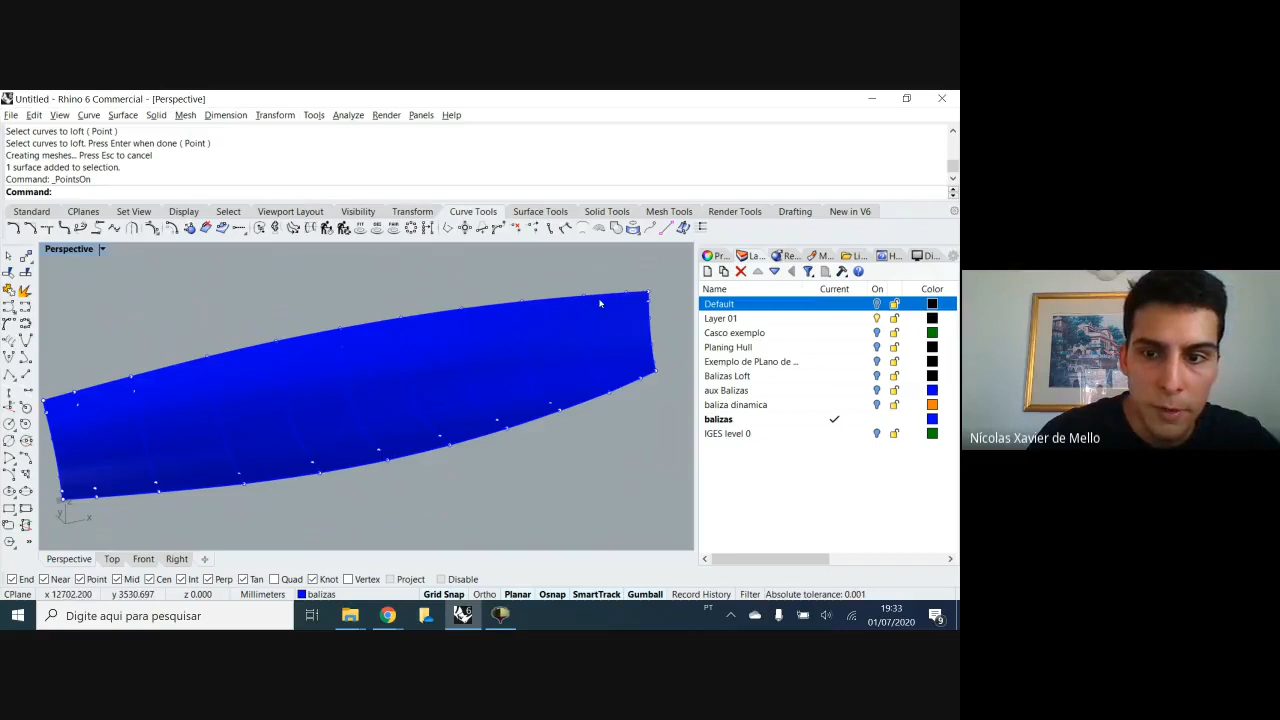 Untitled - Rhino 6 Commercial - [Perspective]
File Edit View Curve Surface Solid Mesh Dimension Transform Tools Analyze Render Panels Help
Select curves to loft ( Point )
Select curves to loft. Press Enter when done ( Point )
Creating meshes... Press Esc to cancel
1 surface added to selection.
Command: _PointsOn
Command:
Standard CPlanes Set View Display Select Viewport Layout Visibility Transform Curve Tools Surface Tools Solid Tools Mesh Tools Render Tools Drafting New in V6
Perspective
Pr... La... Re... M... Li... H... Di...
Name Current On Color
Default
Layer 01
Casco exemplo
Planing Hull
Exemplo de PLano de ...
Balizas Loft
aux Balizas
baliza dinamica
balizas
IGES level 0
Nícolas Xavier de Mello
z
y x
Perspective Top Front Right
End Near Point Mid Cen Int Perp Tan Quad Knot Vertex Project Disable
CPlane x 12702.200 y 3530.697 z 0.000 Millimeters balizas Grid Snap Ortho Planar Osnap SmartTrack Gumball Record History Filter Absolute tolerance: 0.001
Digite aqui para pesquisar
PT
19:33
01/07/2020
9